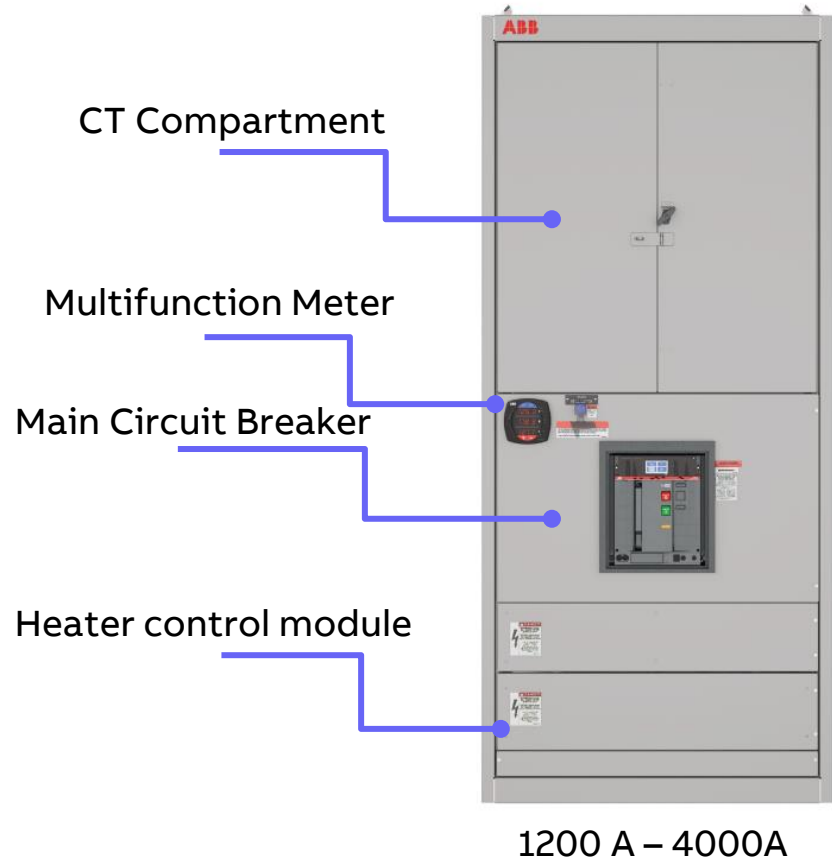 ABB
CT Compartment
Multifunction Meter
Main Circuit Breaker
Heater control module
1200 A – 4000A